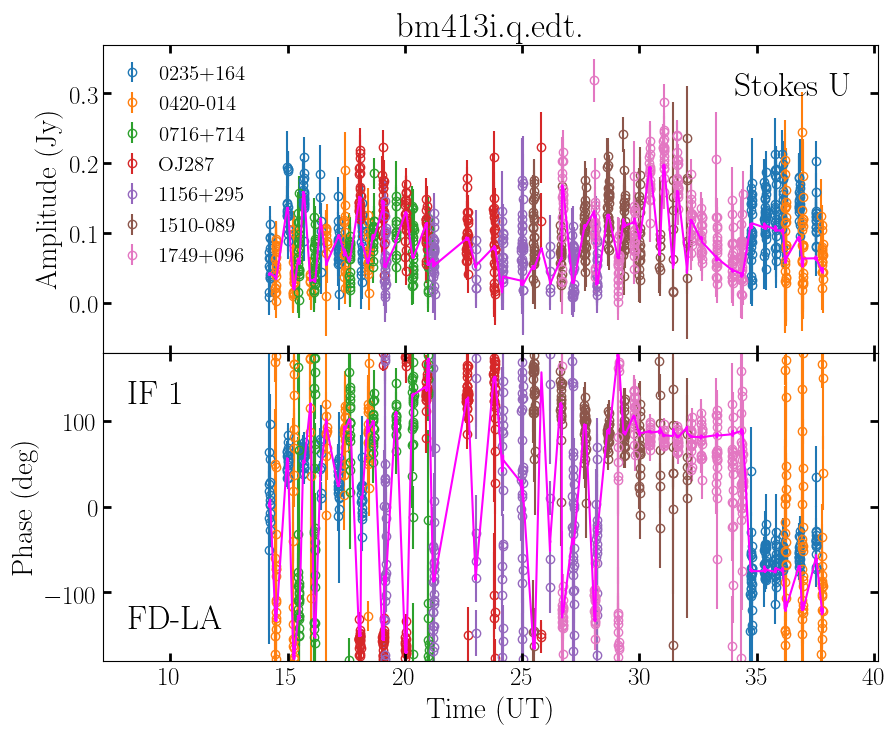 bm413i.q.edt.
Stokes U
0235+164
0420-014
0716+714
OJ287
1156+295
1510-089
1749+096
Amplitude (Jy)
0.3
0.2
0.1
0.0
IF 1
FD-LA
Phase (deg)
100
0
−100
10 15 20 25 30 35 40
Time (UT)